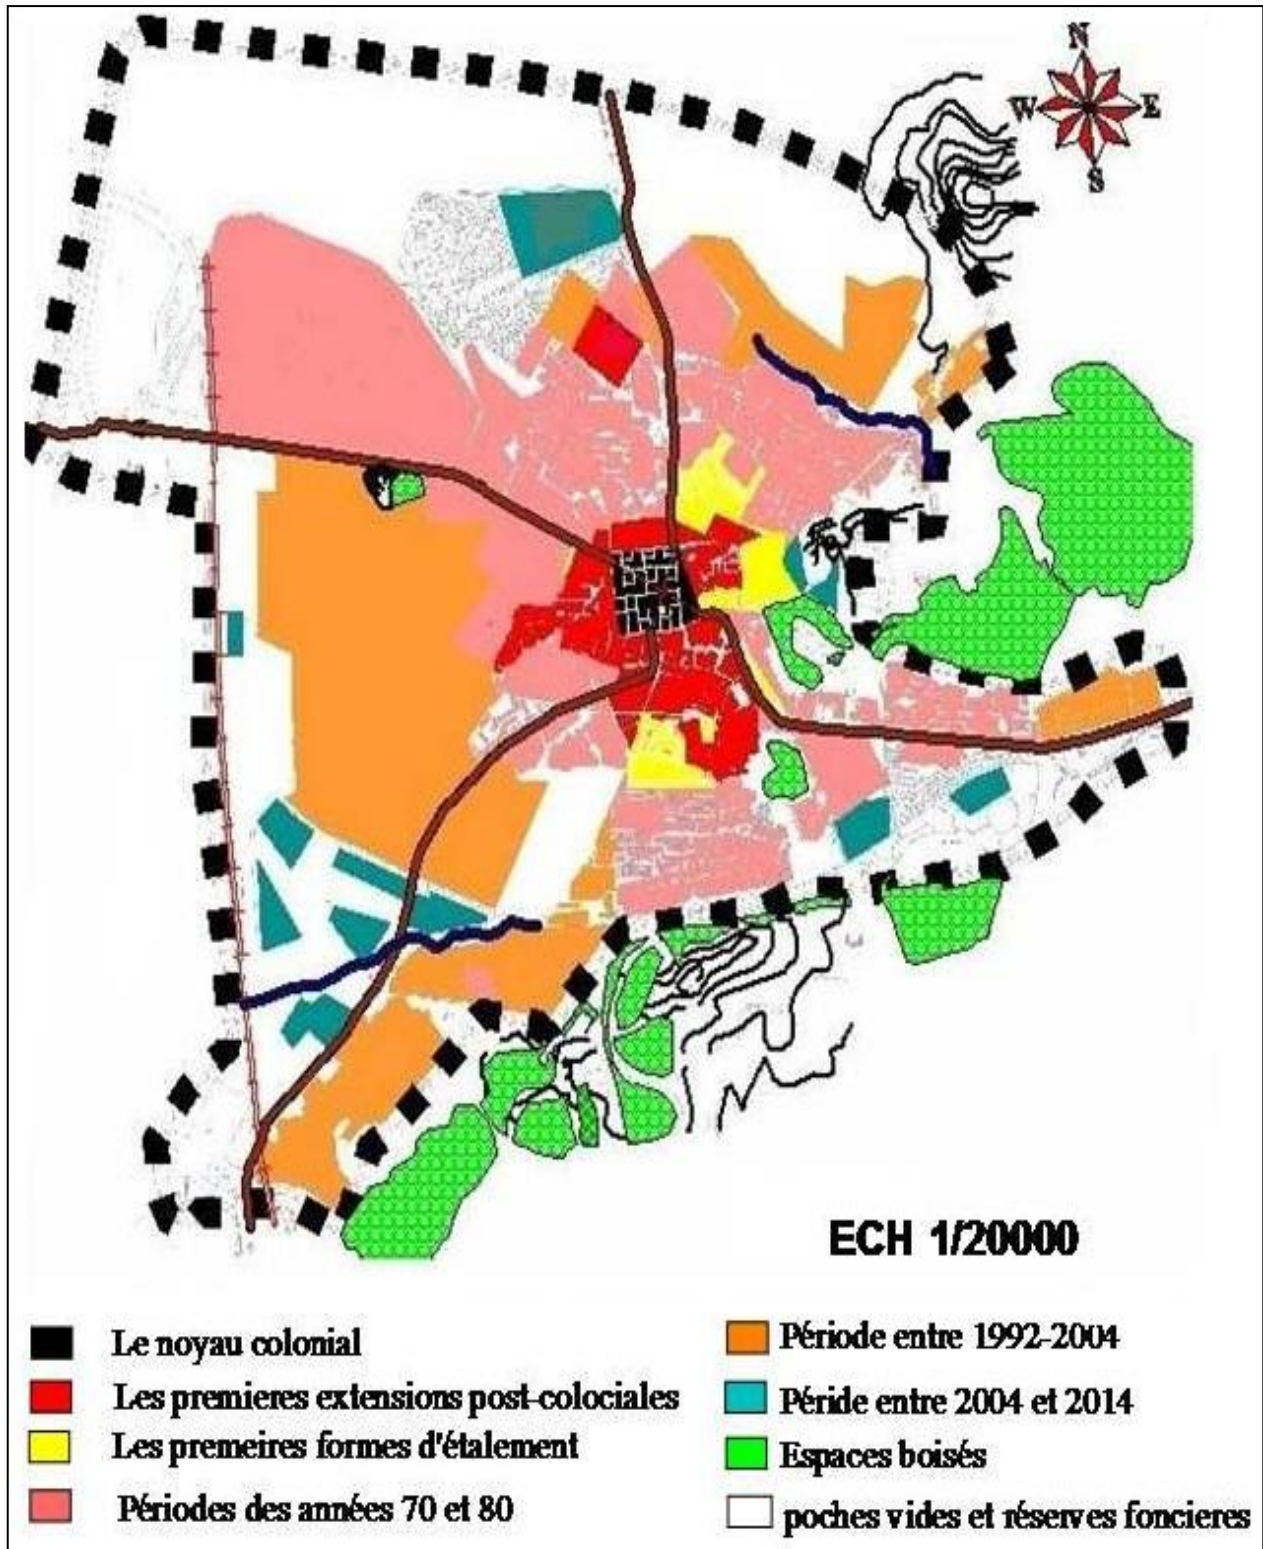 N
W E
S
ECH 1/20000
Le noyau colonial
Les premieres extensions post-colociales
Les premeires formes d'étalement
Périodes des années 70 et 80
Période entre 1992-2004
Péride entre 2004 et 2014
Espaces boisés
poches vides et réserves foncieres